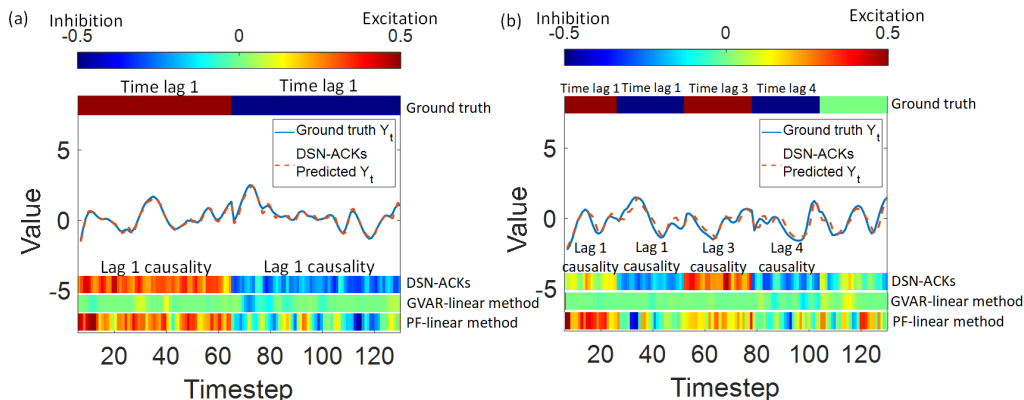 (a)
Inhibition
Excitation
-0.5
0
0.5
Time lag 1
Time lag 1
Ground truth
Ground truth Y_t
DSN-ACKs
Predicted Y_t
5
0
-5
Value
Lag 1 causality
Lag 1 causality
DSN-ACKs
GVAR-linear method
PF-linear method
20
40
60
80
100
120
Timestep
(b)
Inhibition
Excitation
-0.5
0
0.5
Time lag 1
Time lag 1
Time lag 3
Time lag 4
Ground truth
Ground truth Y_t
DSN-ACKs
Predicted Y_t
5
0
-5
Value
Lag 1
causality
Lag 1
causality
Lag 3
causality
Lag 4
causality
DSN-ACKs
GVAR-linear method
PF-linear method
20
40
60
80
100
120
Timestep